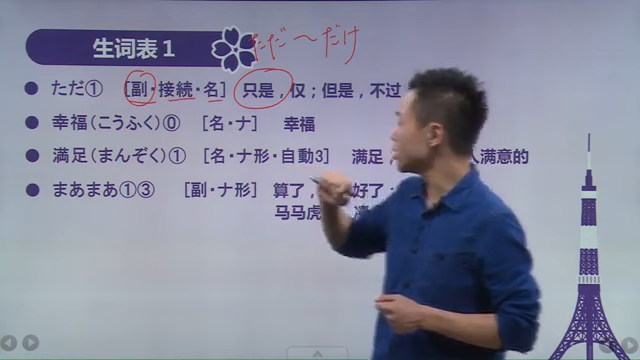 生词表1
ただ～だけ
ただ① [副・接続・名] 只是，仅；但是，不过
幸福（こうふく）⓪ [名・ナ] 幸福
満足（まんぞく）① [名・ナ形・自動3] 满足，人满意的
まあまあ①③ [副・ナ形] 算了，好了；
马马虎